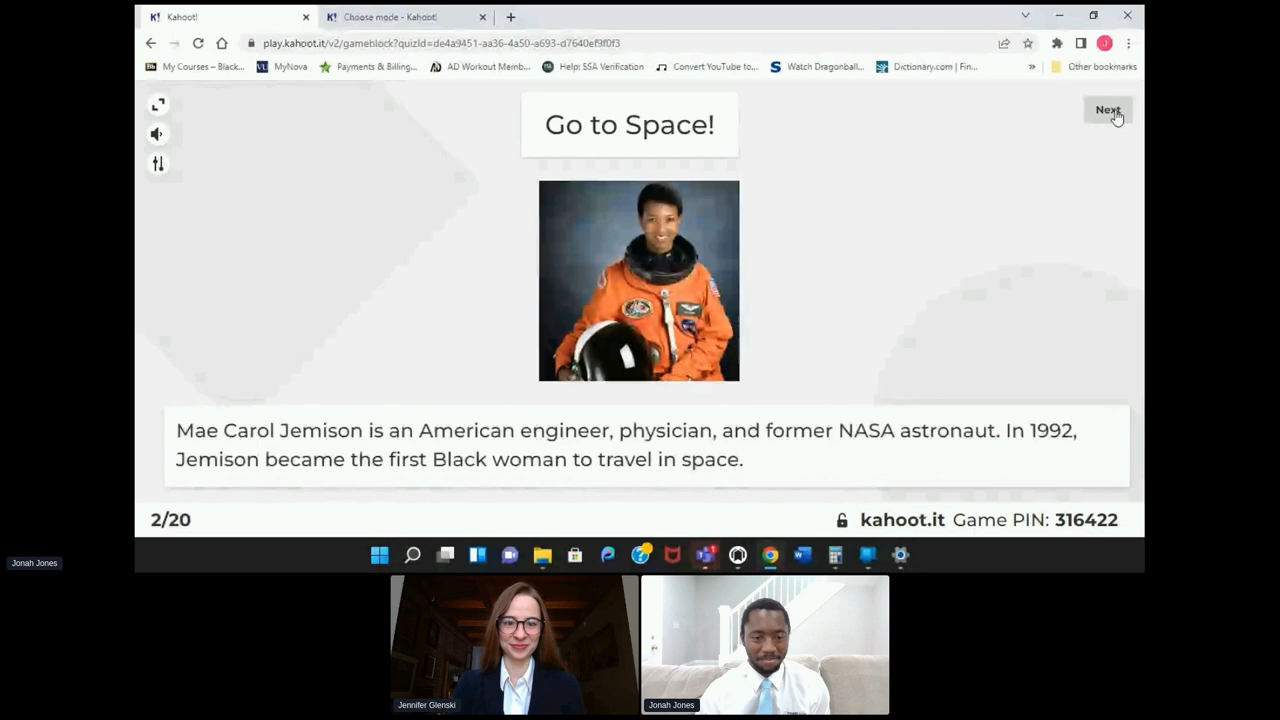 Kahoot!
Choose mode - Kahoot!
play.kahoot.it/v2/gameblock?quizId=de4a9451-aa36-4a50-a693-d7640ef9f0f3
J
Bb My Courses – Black...
MyNova
Payments & Billing...
AD Workout Memb...
Help: SSA Verification
Convert YouTube to,...
Watch Dragonball...
Dictionary.com | Fin...
Other bookmarks
Go to Space!
Next
Mae Carol Jemison is an American engineer, physician, and former NASA astronaut. In 1992,
Jemison became the first Black woman to travel in space.
2/20
kahoot.it Game PIN: 316422
Jonah Jones
Jennifer Glenski
Jonah Jones